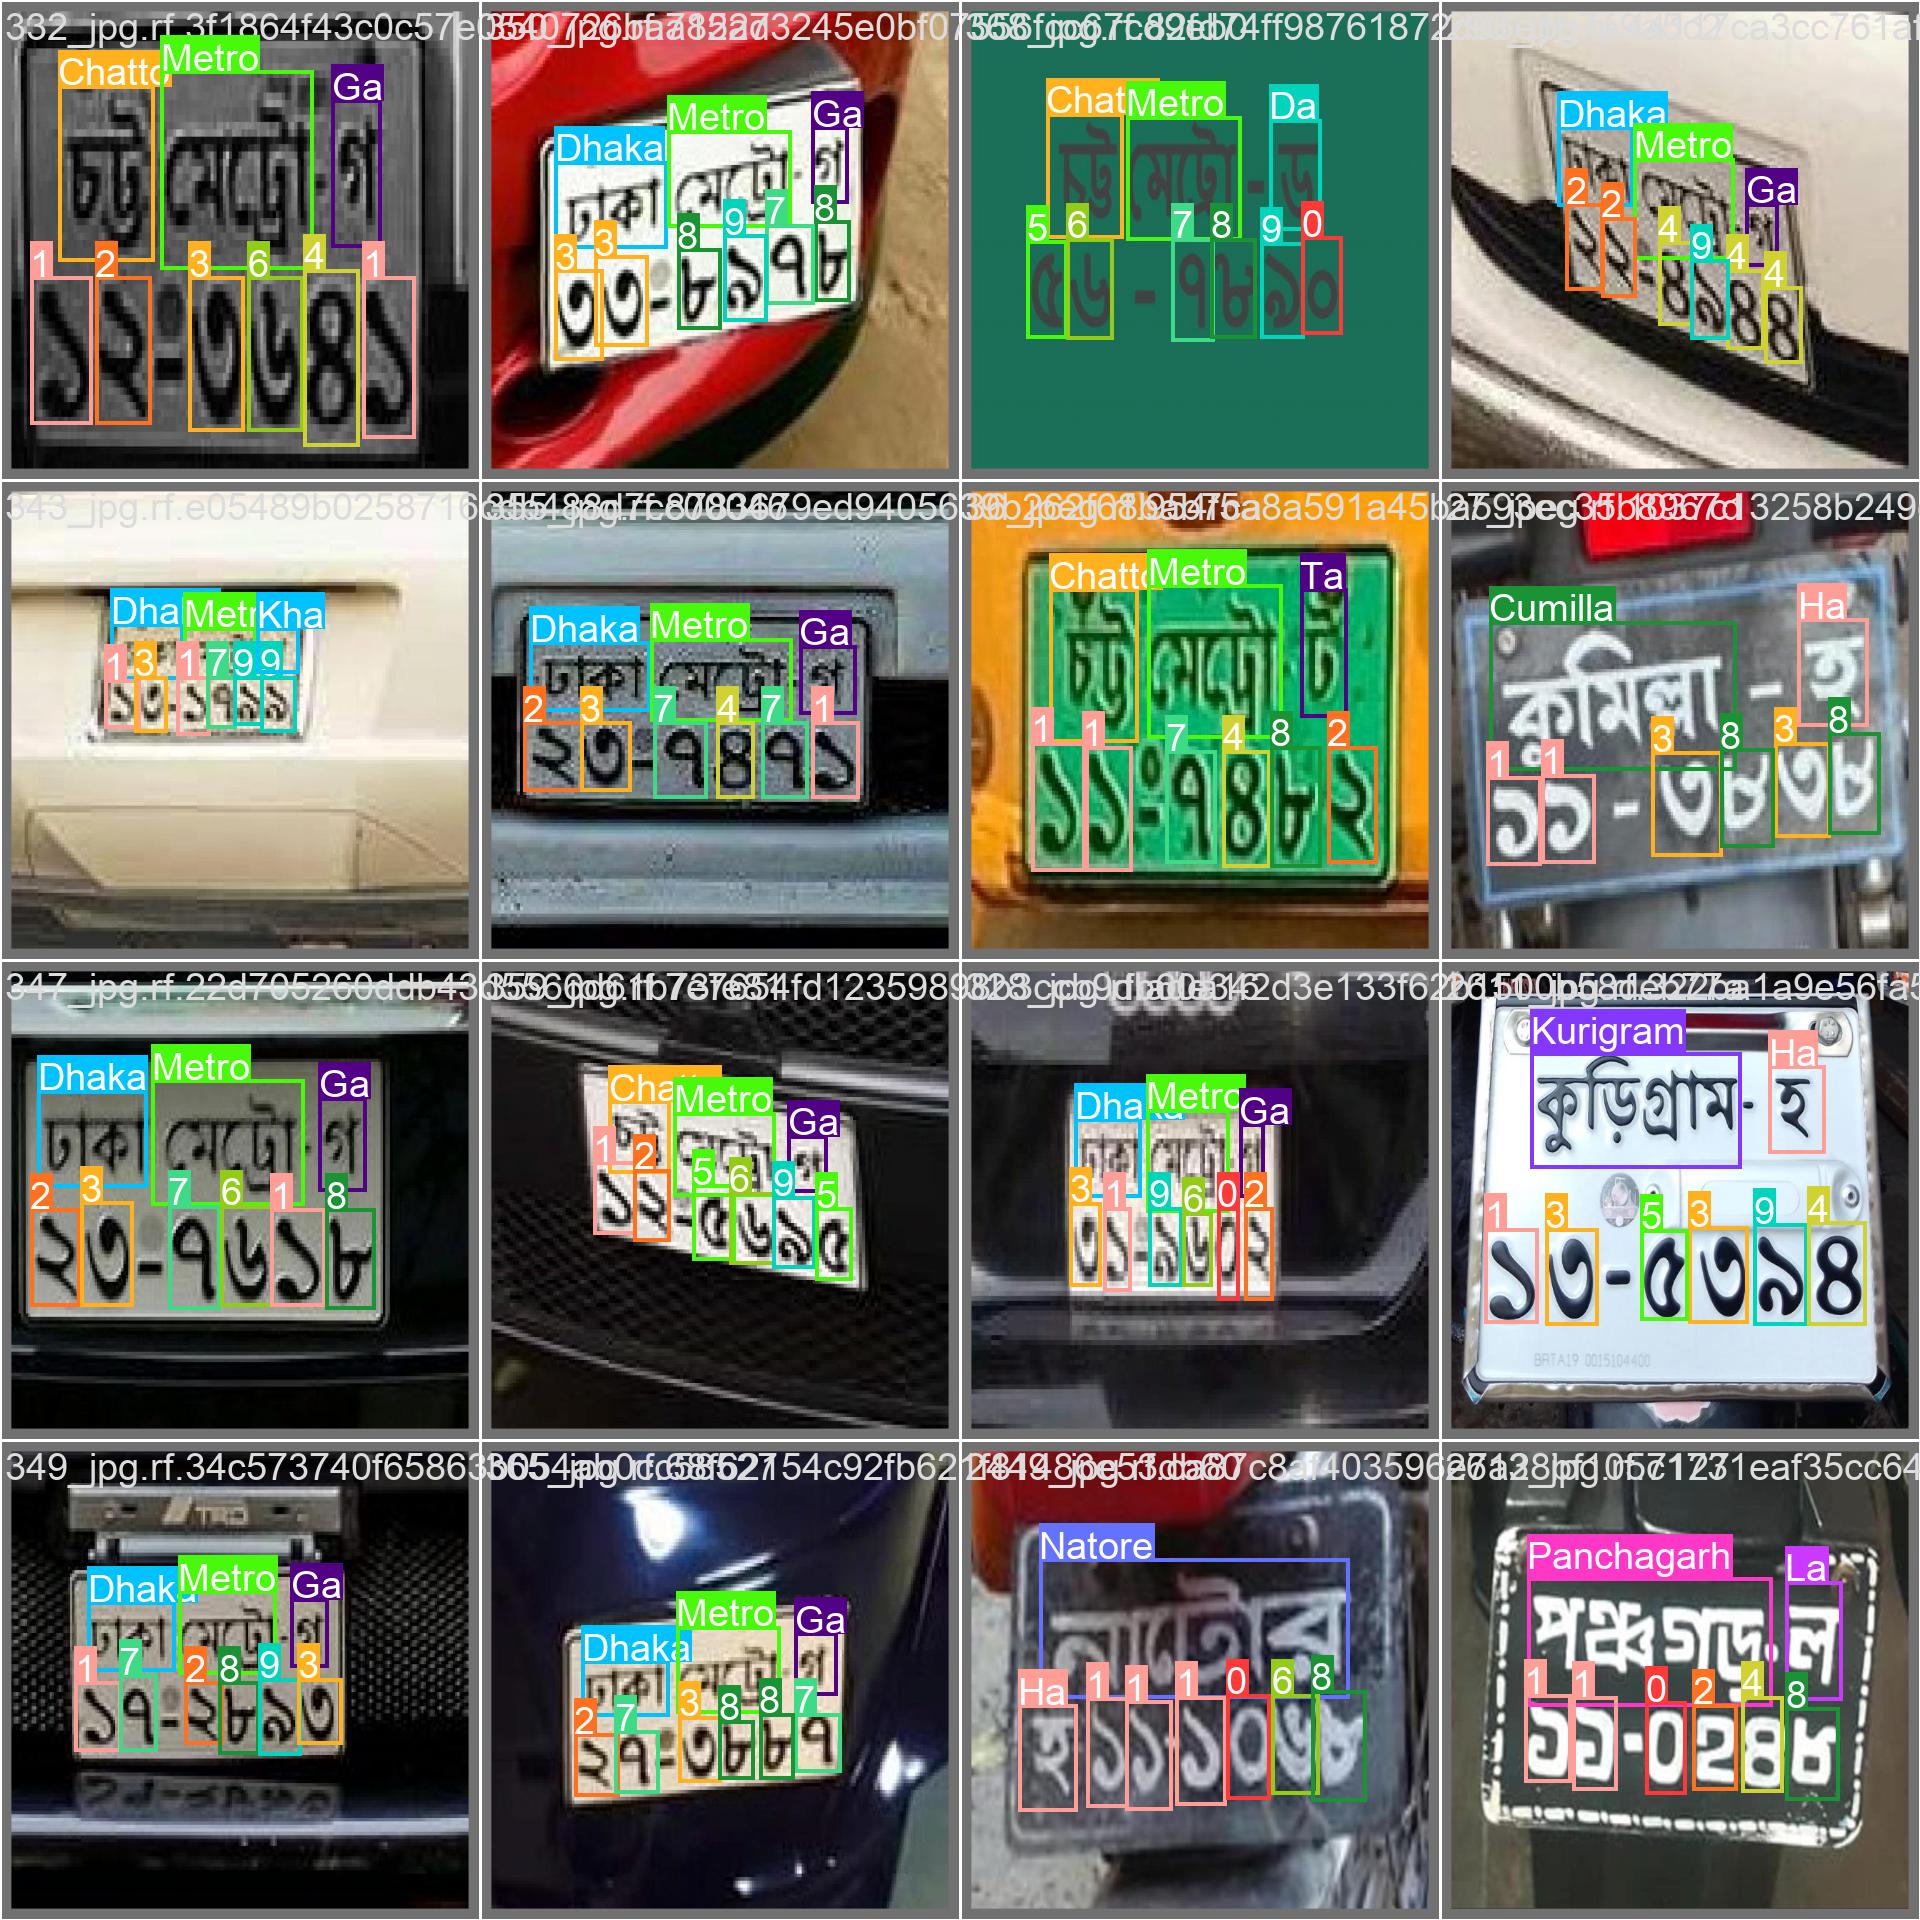 332_jpg.rf.3f1864f43c0c57e0
Chatto Metro Ga
চট্ট মেট্রো-গ
1 2 3 6 4 1
১২-৩৬৪১
Dhaka Metro Ga
ঢাকা মেট্রো-গ
3 3 8 9 7 8
৩৩-৮৯৭৮
Chat Metro Da
চট্ট মেট্রো-ড
5 6 7 8 9 0
৫৬-৭৮৯০
Dhaka Metro Ga
ঢাকা মেট্রো-গ
2 2 4 9 4 4
২২-৪৯৪৪
343_jpg.rf.e05489b0258716
Dha Metr Kha
1 3 1 7 9 9
১৩-১৭৯৯
Dhaka Metro Ga
ঢাকা মেট্রো-গ
2 3 7 4 7 1
২৩-৭৪৭১
Chatto Metro Ta
চট্ট মেট্রো ট
1 1 7 4 8 2
১১-৭৪৮২
Cumilla Ha
কুমিল্লা - হ
1 1 3 8 3 8
১১-৩৮৩৮
347_jpg.rf.22d705260ddb43
Dhaka Metro Ga
ঢাকা মেট্রো-গ
2 3 7 6 1 8
২৩-৭৬১৮
Cha Metro Ga
চট্ট মেট্রো-গ
1 2 5 6 9 5
১২-৫৬৯৫
Dha Metro Ga
ঢাকা মেট্রো-গ
3 1 9 6 0 2
৩১-৯৬০২
Kurigram Ha
কুড়িগ্রাম- হ
1 3 5 3 9 4
১৩-৫৩৯৪
BRTA19 0015104400
349_jpg.rf.34c573740f65863
TRD
Dhaka Metro Ga
ঢাকা মেট্রো-গ
1 7 2 8 9 3
১৭-২৮৯৩
Dhaka Metro Ga
ঢাকা মেট্রো-গ
2 7 3 8 8 7
২৭-৩৮৮৭
Natore
নাটোর
Ha 1 1 1 0 6 8
হ ১১-১০৬৮
Panchagarh La
পঞ্চগড়-ল
1 1 0 2 4 8
১১-০২৪৮